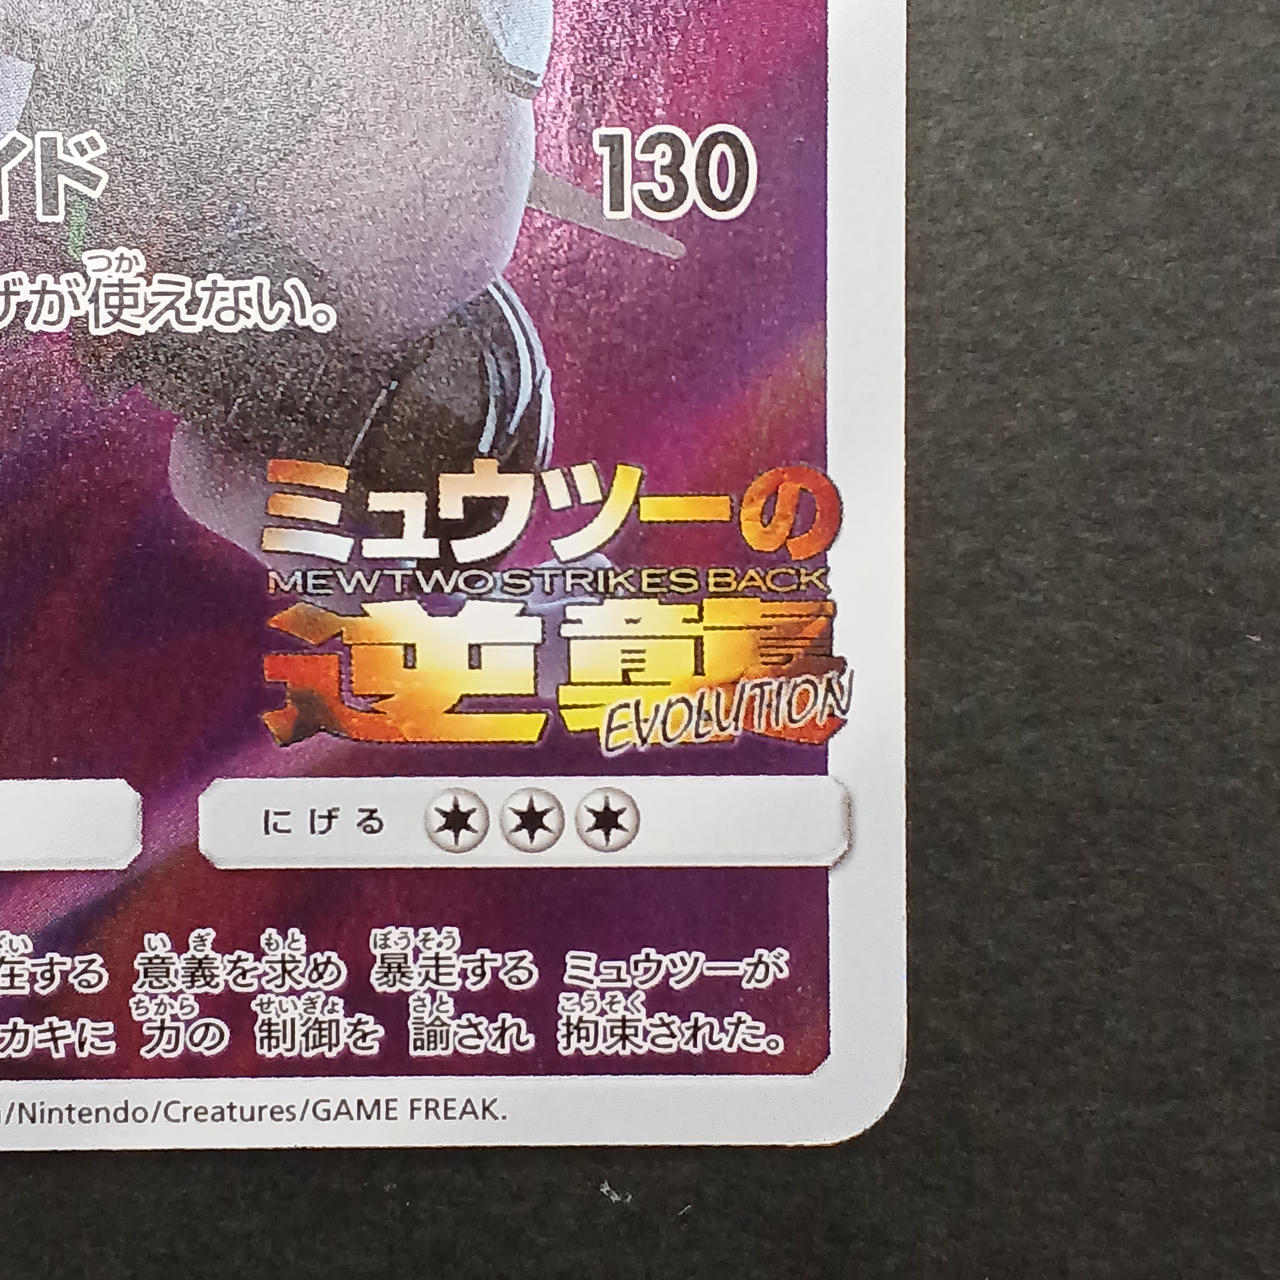 イド 130
ザが使えない。
ミュウツーの
MEWTWO STRIKES BACK
逆襲
EVOLUTION
にげる
在する 意義を求め 暴走する ミュウツーが
カキに 力の 制御を 諭され 拘束された。
/Nintendo/Creatures/GAME FREAK.